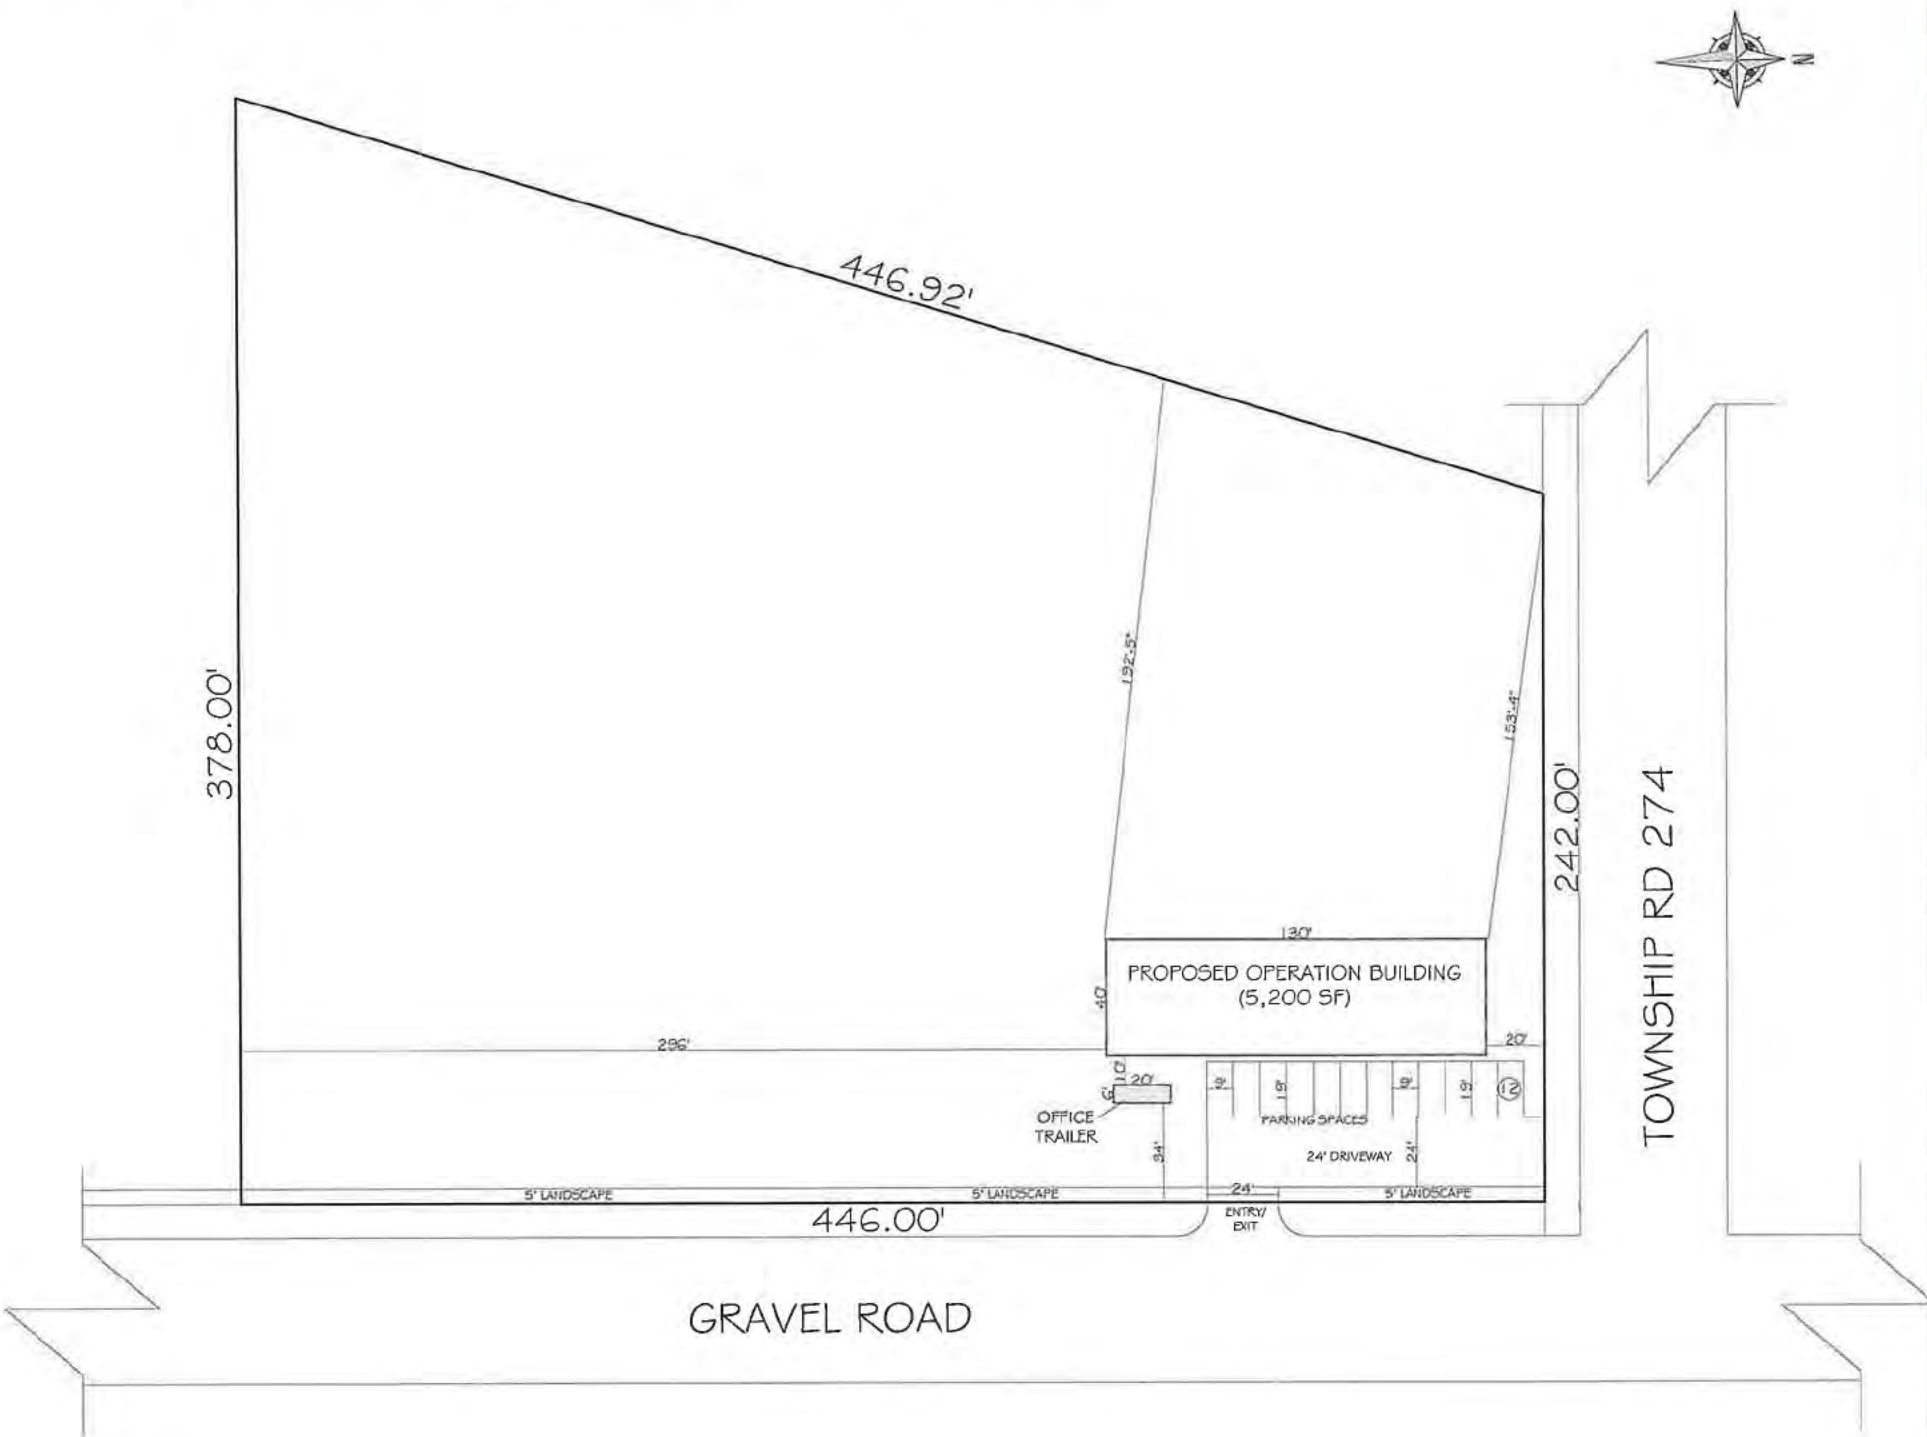 N
446.92'
378.00'
192'-5"
153'-4"
242.00'
TOWNSHIP RD 274
130'
PROPOSED OPERATION BUILDING
(5,200 SF)
40'
296'
20'
10'
20'
6'
9'
19'
9'
19'
12
OFFICE
TRAILER
PARKING SPACES
34'
24' DRIVEWAY
24'
5' LANDSCAPE
5' LANDSCAPE
24'
5' LANDSCAPE
446.00'
ENTRY/
EXIT
GRAVEL ROAD